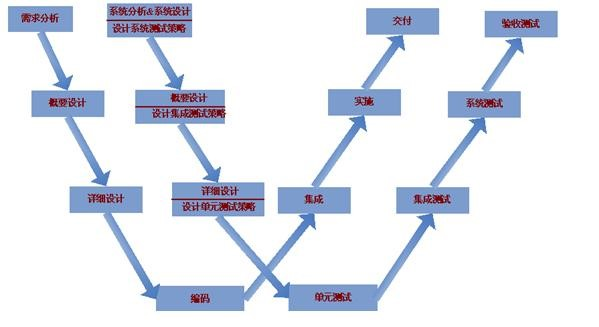 需求分析
系统分析&系统设计
设计系统测试策略
交付
验收测试
概要设计
概要设计
设计集成测试策略
实施
系统测试
详细设计
详细设计
设计单元测试策略
集成
集成测试
编码
单元测试